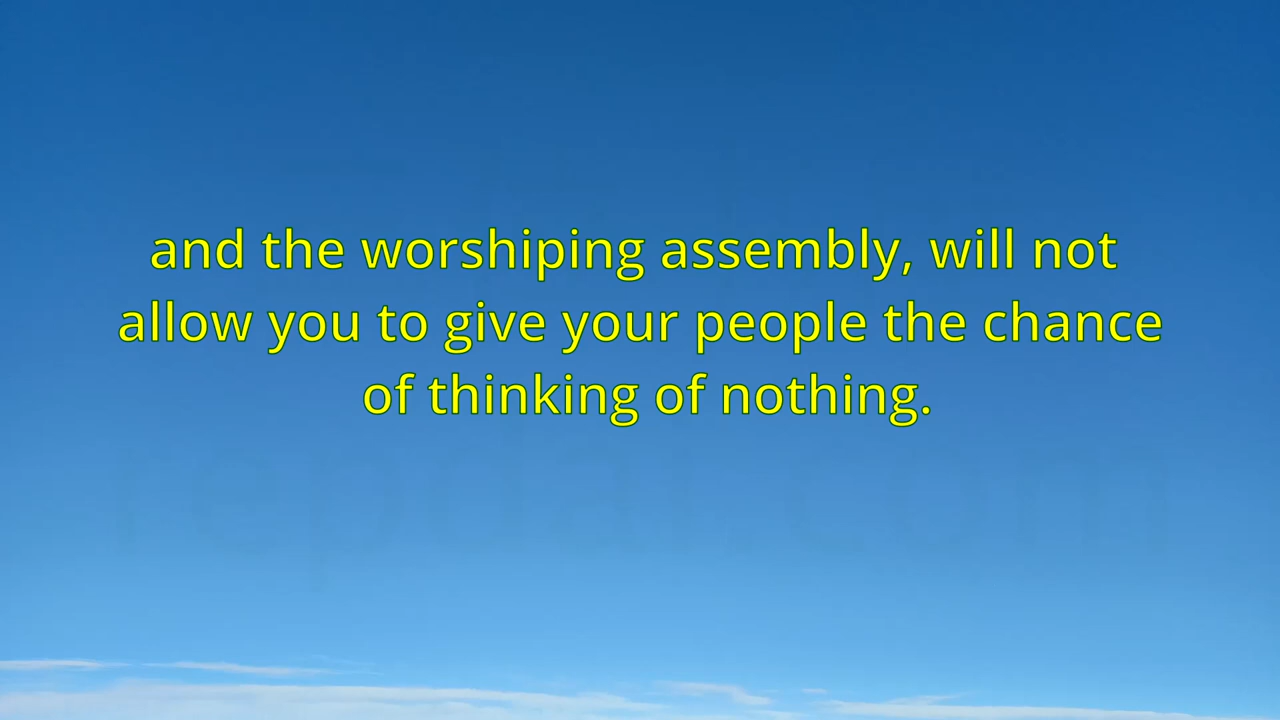 and the worshiping assembly, will not
allow you to give your people the chance
of thinking of nothing.